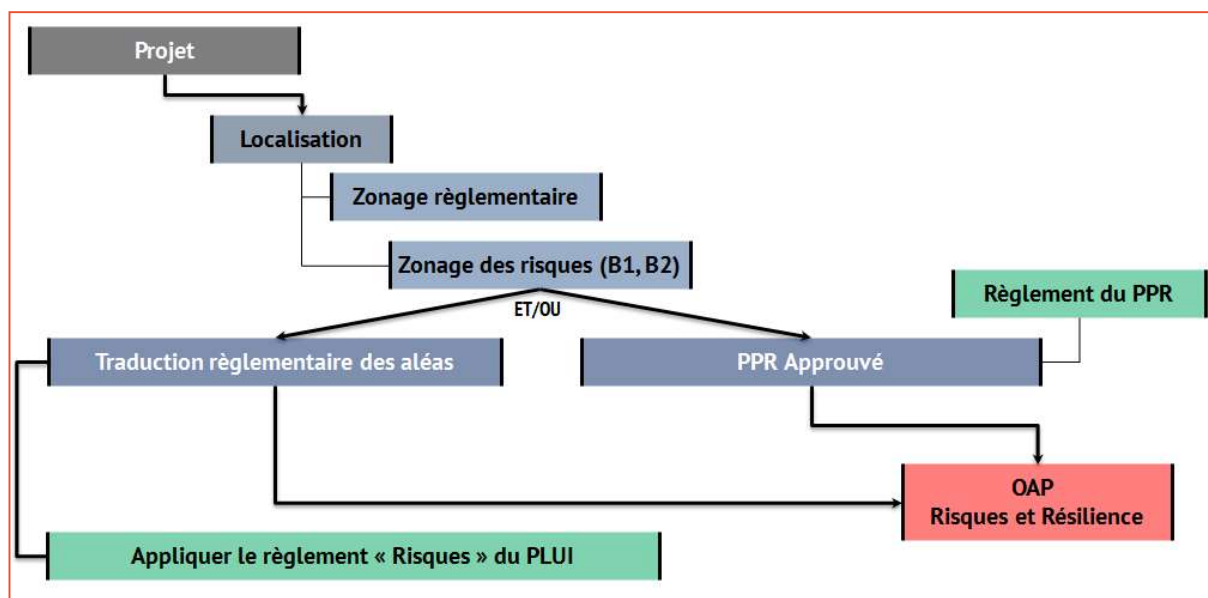 Projet
Localisation
Zonage règlementaire
Zonage des risques (B1, B2)
ET/OU
Règlement du PPR
Traduction règlementaire des aléas
PPR Approuvé
OAP
Risques et Résilience
Appliquer le règlement « Risques » du PLUI